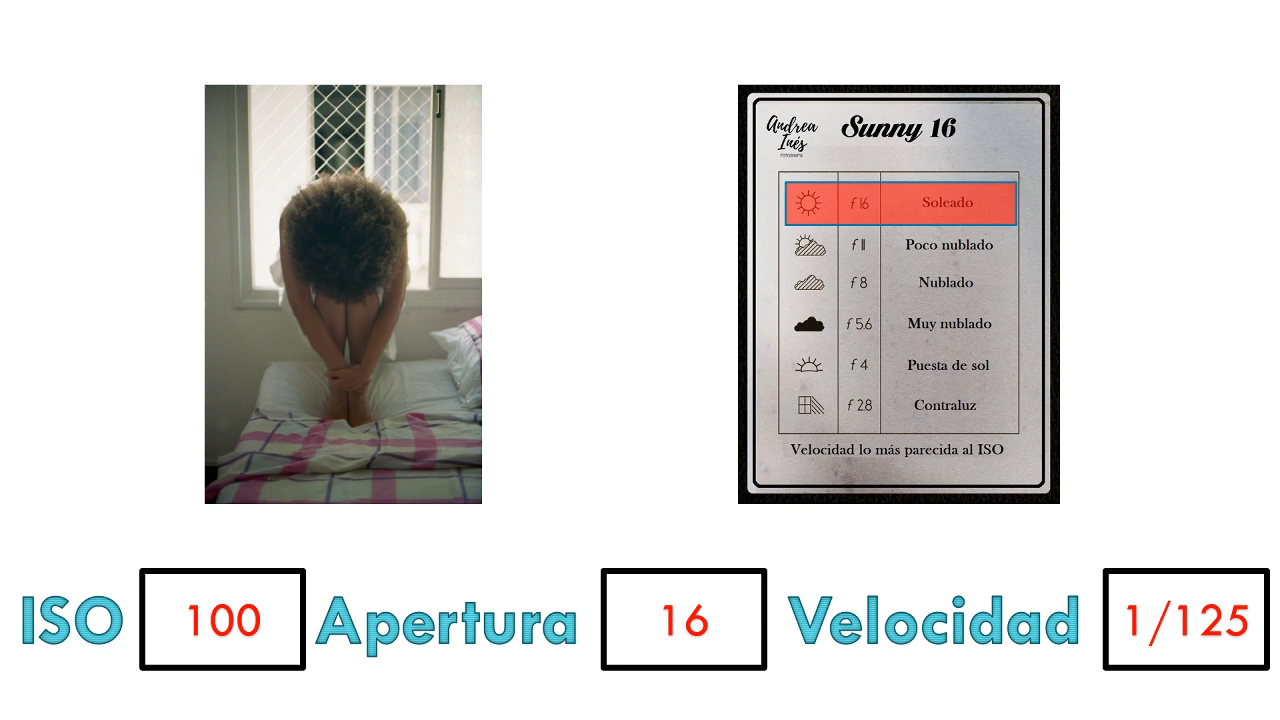 Andrea
Inés
FOTOGRAFÍA
Sunny 16
f 16 Soleado
f 11 Poco nublado
f 8 Nublado
f 5.6 Muy nublado
f 4 Puesta de sol
f 2.8 Contraluz
Velocidad lo más parecida al ISO
ISO 100 Apertura 16 Velocidad 1/125